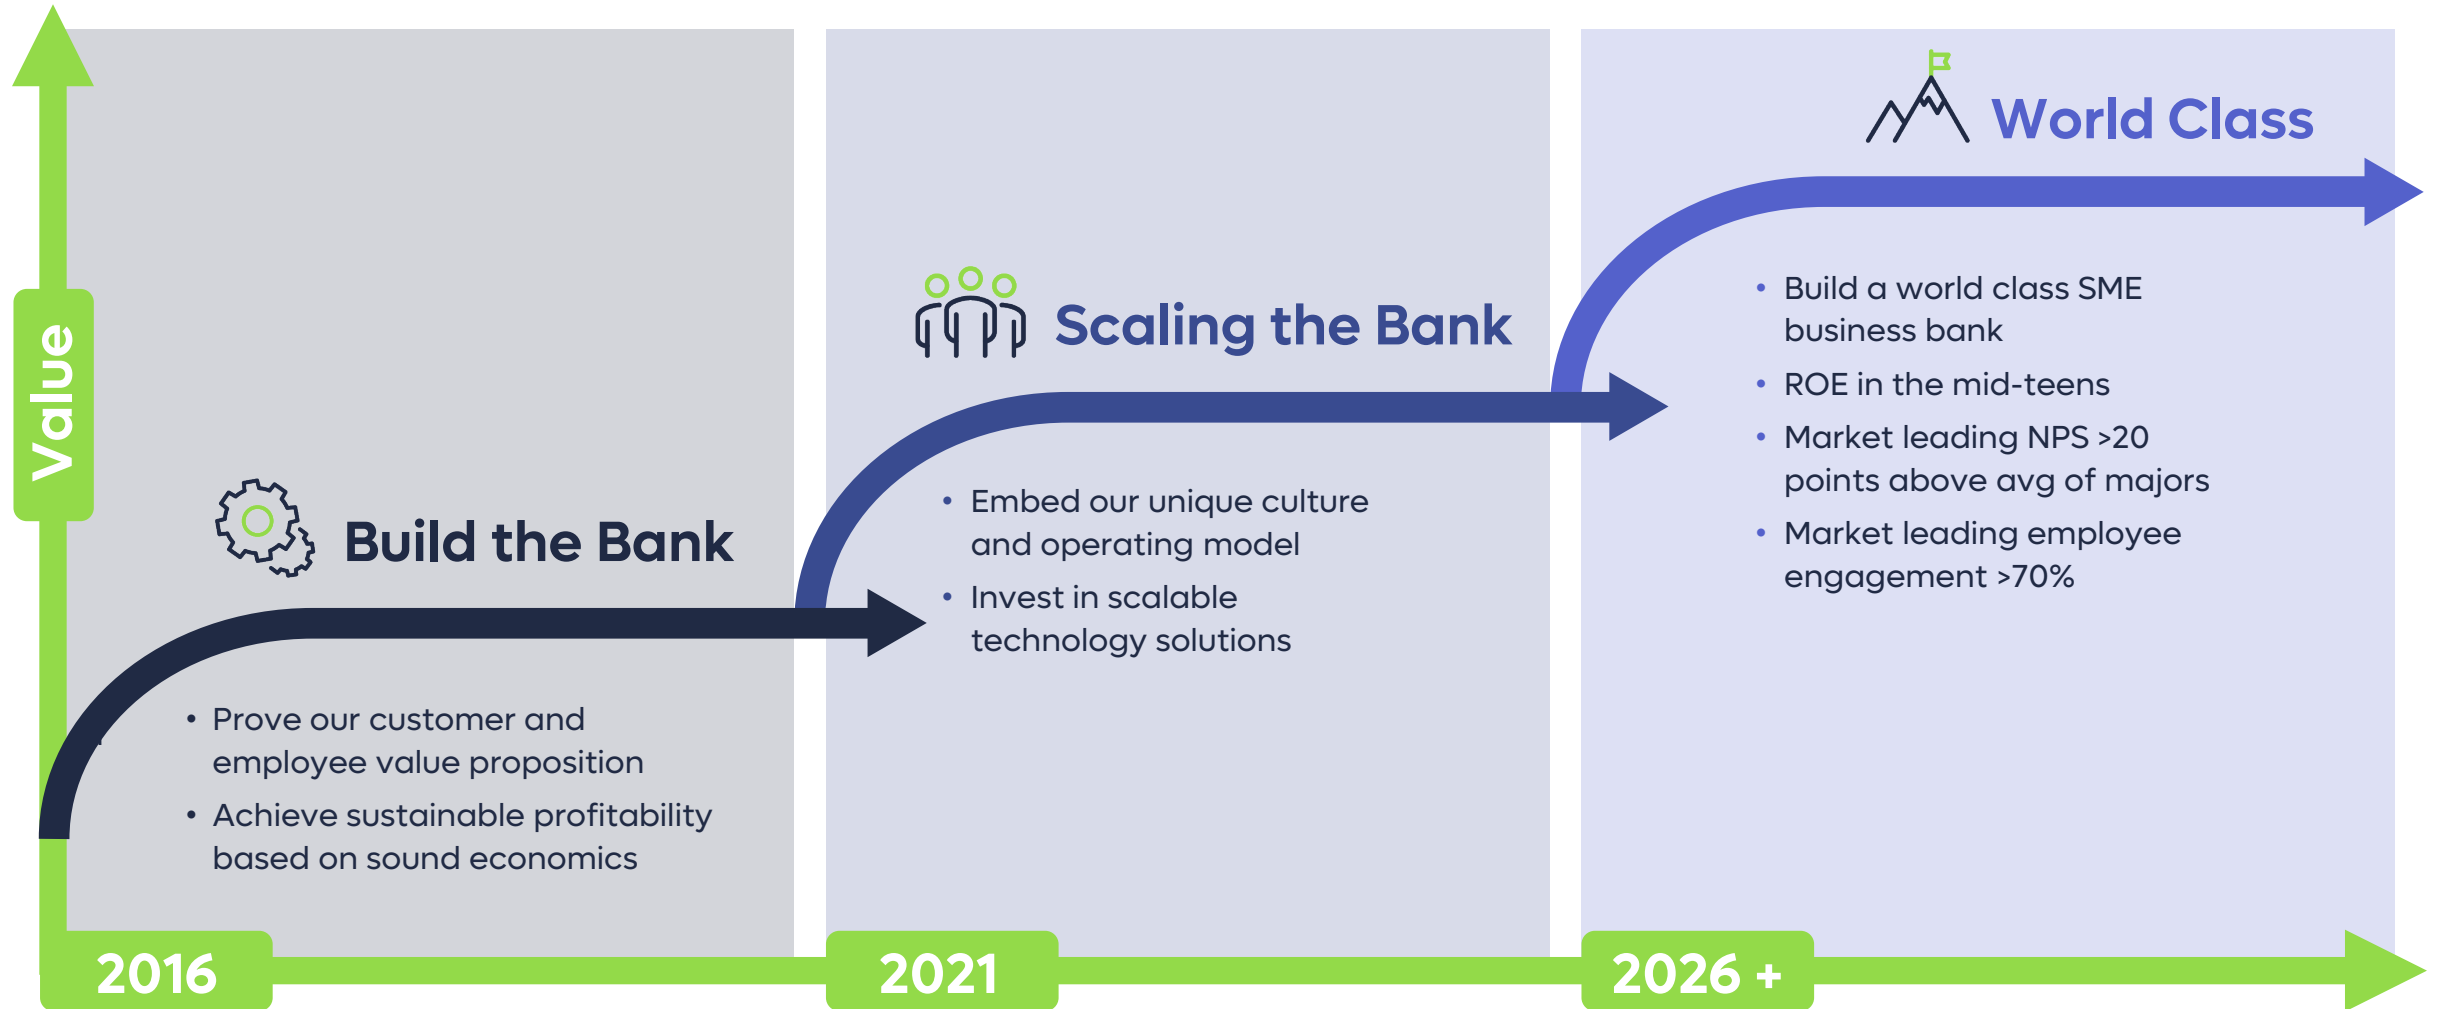 Value
Build the Bank
• Prove our customer and
employee value proposition
• Achieve sustainable profitability
based on sound economics
2016
Scaling the Bank
• Embed our unique culture
and operating model
• Invest in scalable
technology solutions
2021
World Class
• Build a world class SME
business bank
• ROE in the mid-teens
• Market leading NPS >20
points above avg of majors
• Market leading employee
engagement >70%
2026 +